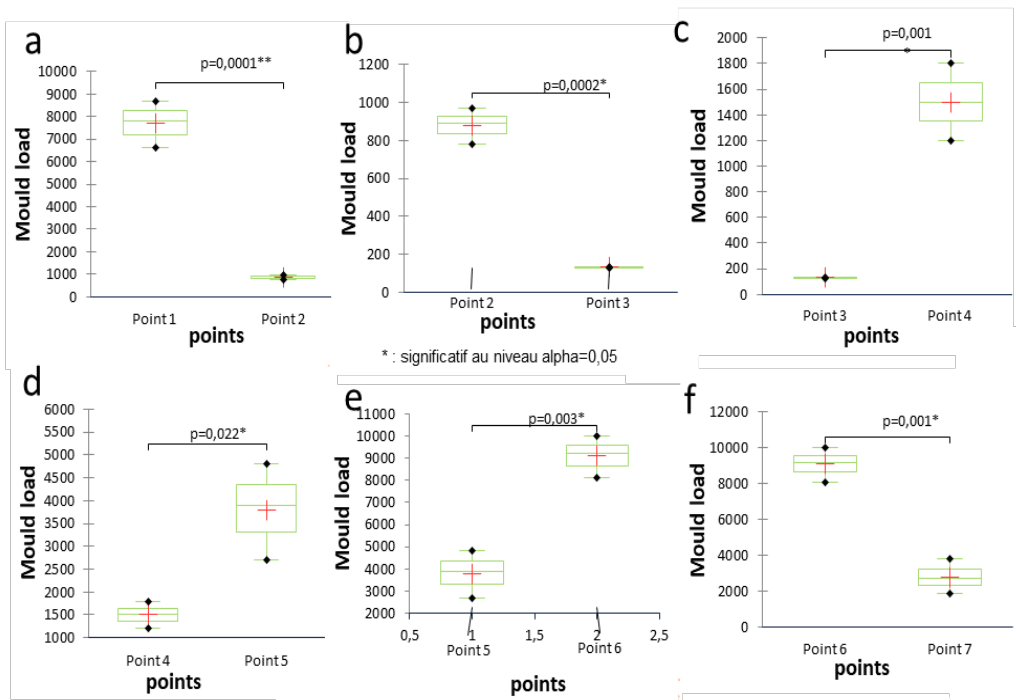 a
p=0,0001**
10000
9000
8000
7000
6000
5000
4000
3000
2000
1000
0
Mould load
Point 1
Point 2
points
b
p=0,0002*
1200
1000
800
600
400
200
0
Mould load
Point 2
Point 3
points
c
p=0,001
2000
1800
1600
1400
1200
1000
800
600
400
200
0
Mould load
Point 3
Point 4
points
* : significatif au niveau alpha=0,05
d
p=0,022*
6000
5500
5000
4500
4000
3500
3000
2500
2000
1500
1000
Mould load
Point 4
Point 5
points
e
p=0,003*
11000
10000
9000
8000
7000
6000
5000
4000
3000
2000
Mould load
0,5 1 1,5 2 2,5
Point 5
Point 6
points
f
p=0,001*
12000
10000
8000
6000
4000
2000
0
Mould load
Point 6
Point 7
points